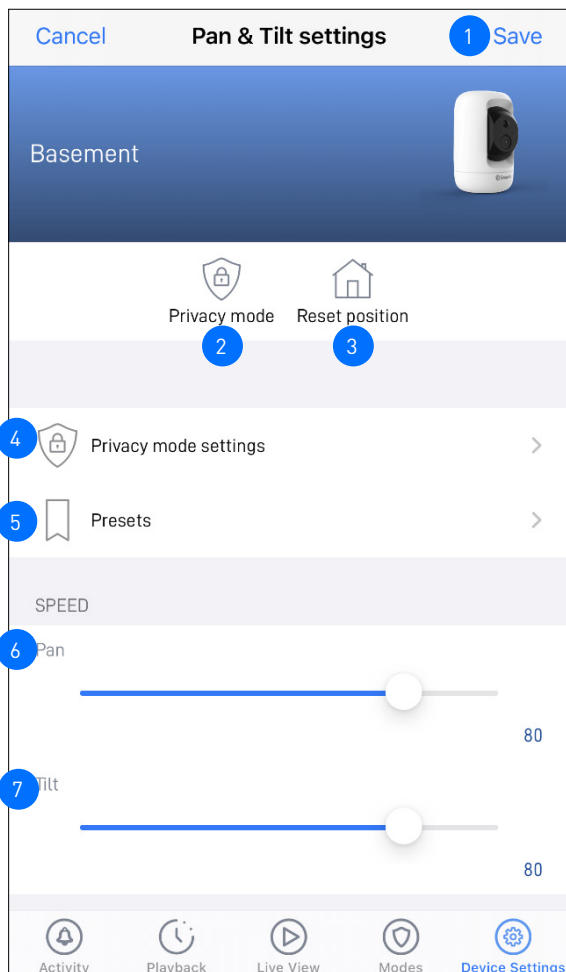 Cancel Pan & Tilt settings 1 Save
Basement
Privacy mode Reset position
2 3
4 Privacy mode settings
5 Presets
SPEED
6 Pan
80
7 Tilt
80
Activity Playback Live View Modes Device Settings